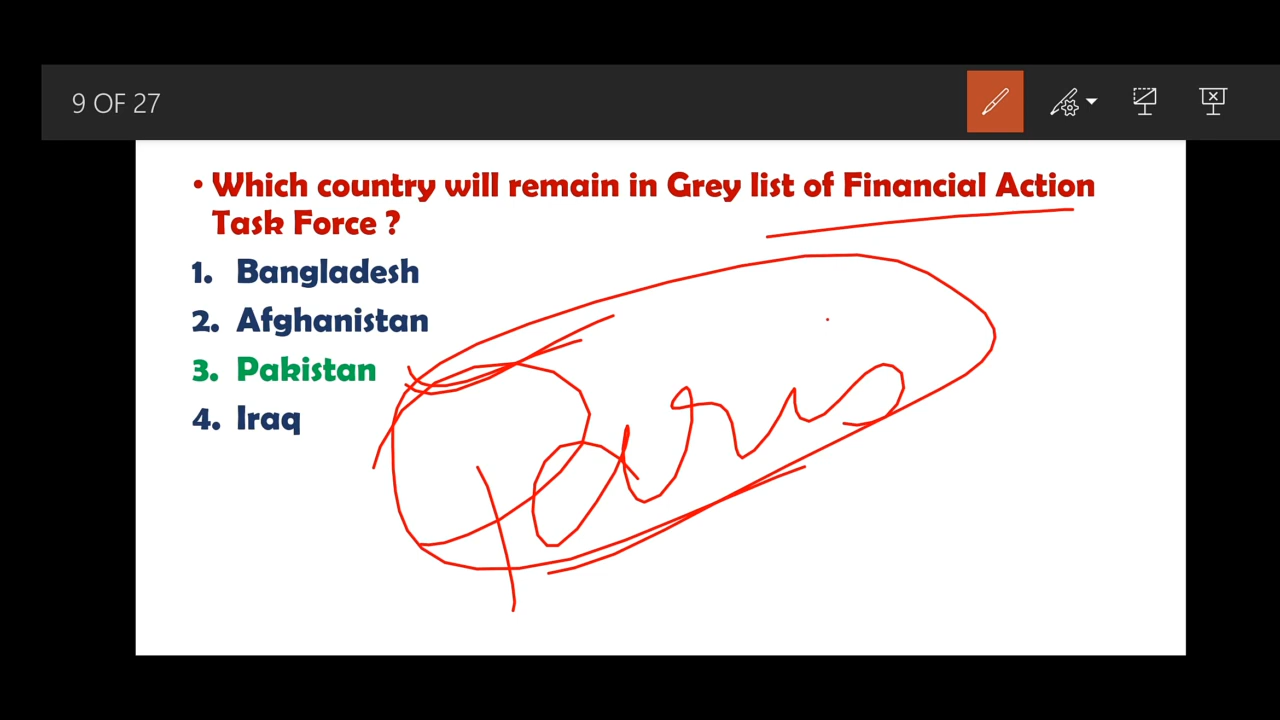 9 OF 27
• Which country will remain in Grey list of Financial Action
Task Force ?
1. Bangladesh
2. Afghanistan
3. Pakistan
4. Iraq
Paris